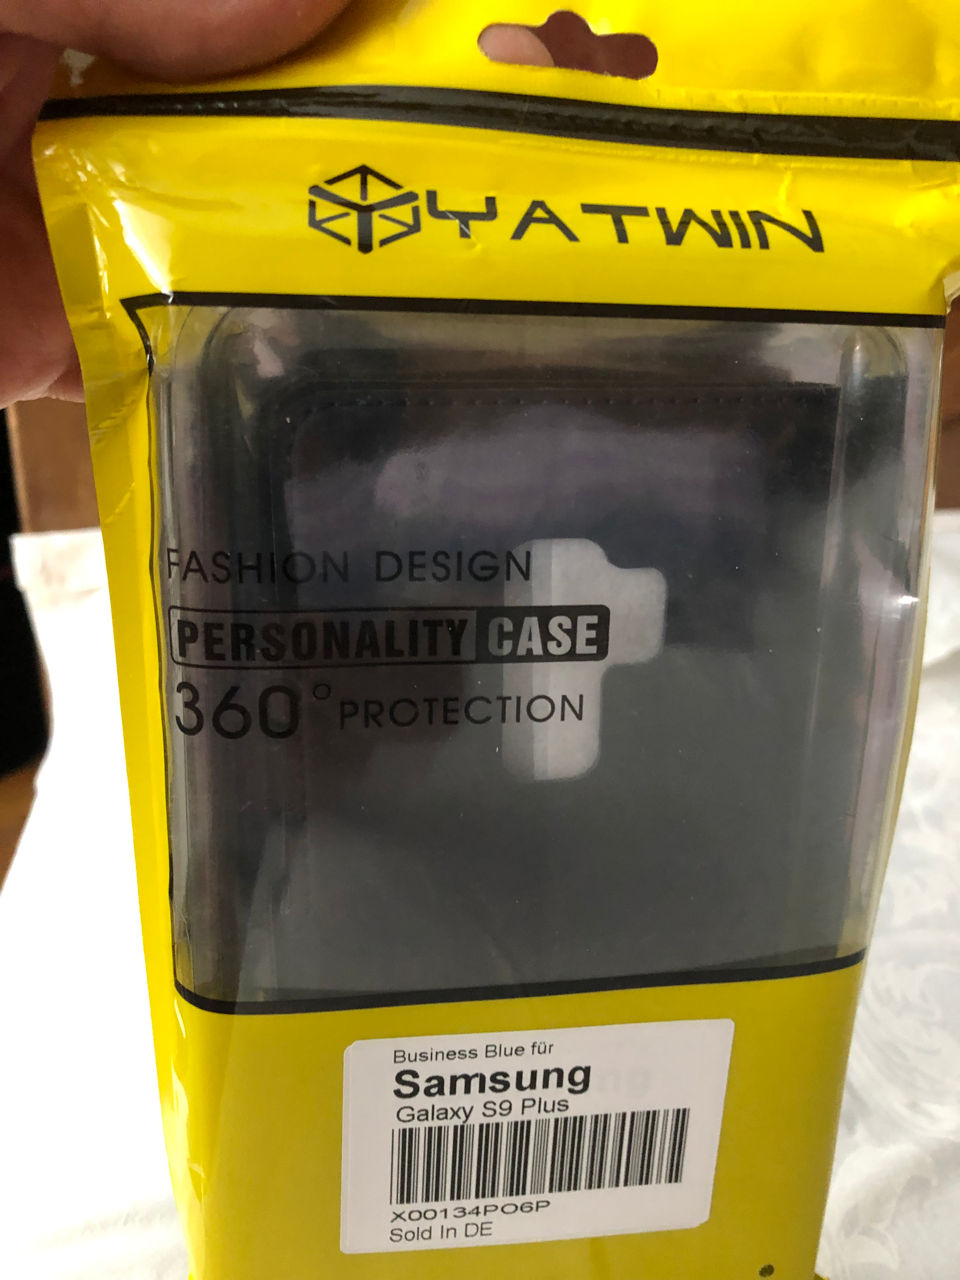 YATWIN
FASHION DESIGN
PERSONALITY CASE
360° PROTECTION
Business Blue für
Samsung
Galaxy S9 Plus
X00134PO6P
Sold In DE